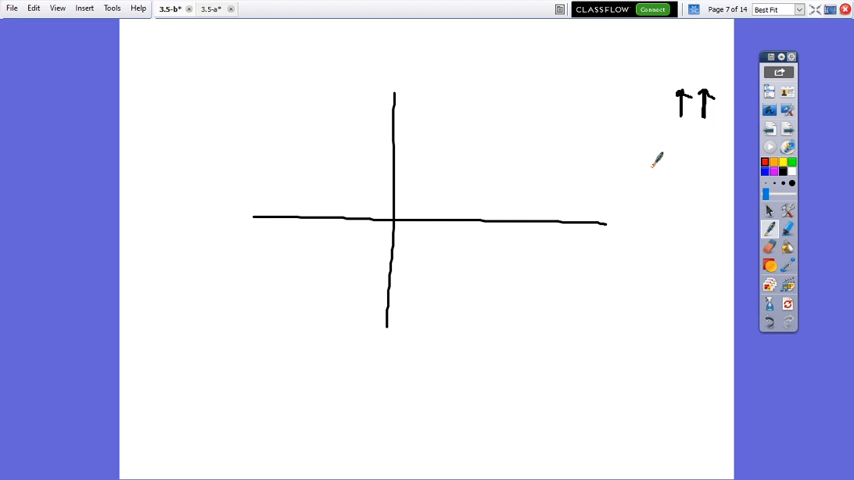 File Edit View Insert Tools Help 3.5-b* 3.5-a* CLASSFLOW Connect Page 7 of 14 Best Fit
↑↑